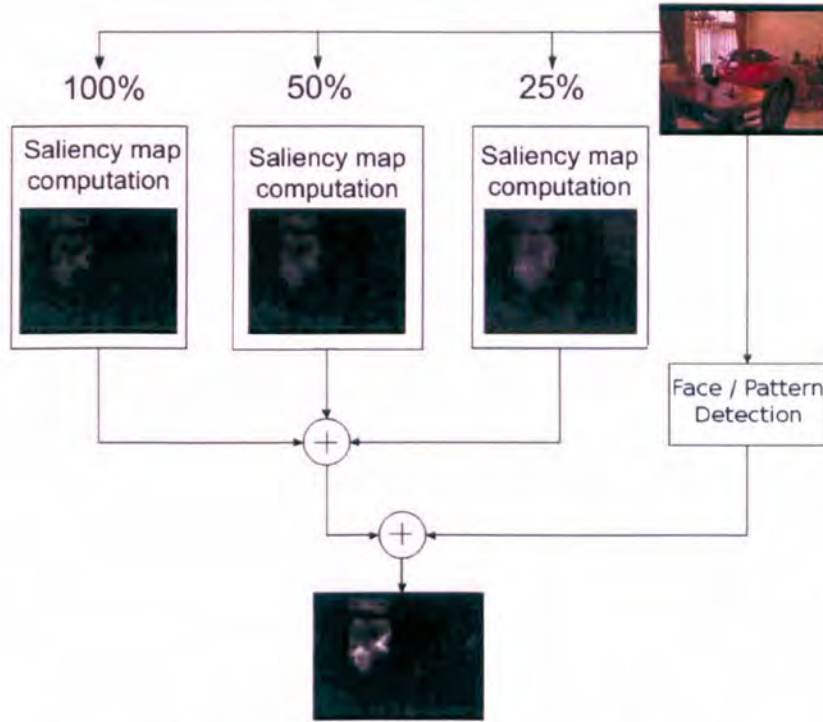 100%
50%
25%
Saliency map
computation
Saliency map
computation
Saliency map
computation
Face / Pattern
Detection
+
+